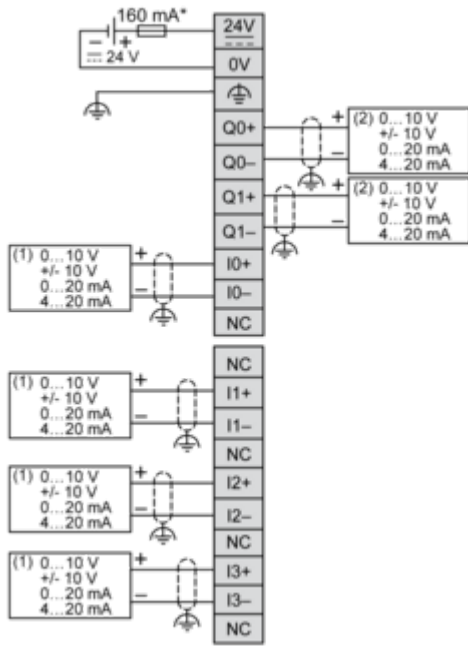 160 mA*
24V
0V
− +
24 V
Q0+
Q0–
Q1+
Q1–
I0+
I0–
NC
+
−
(2) 0...10 V
+/- 10 V
0...20 mA
4...20 mA
+
−
(2) 0...10 V
+/- 10 V
0...20 mA
4...20 mA
(1) 0...10 V
+/- 10 V
0...20 mA
4...20 mA
+
−
NC
I1+
I1–
NC
I2+
I2–
NC
I3+
I3–
NC
(1) 0...10 V
+/- 10 V
0...20 mA
4...20 mA
+
−
(1) 0...10 V
+/- 10 V
0...20 mA
4...20 mA
+
−
(1) 0...10 V
+/- 10 V
0...20 mA
4...20 mA
+
−